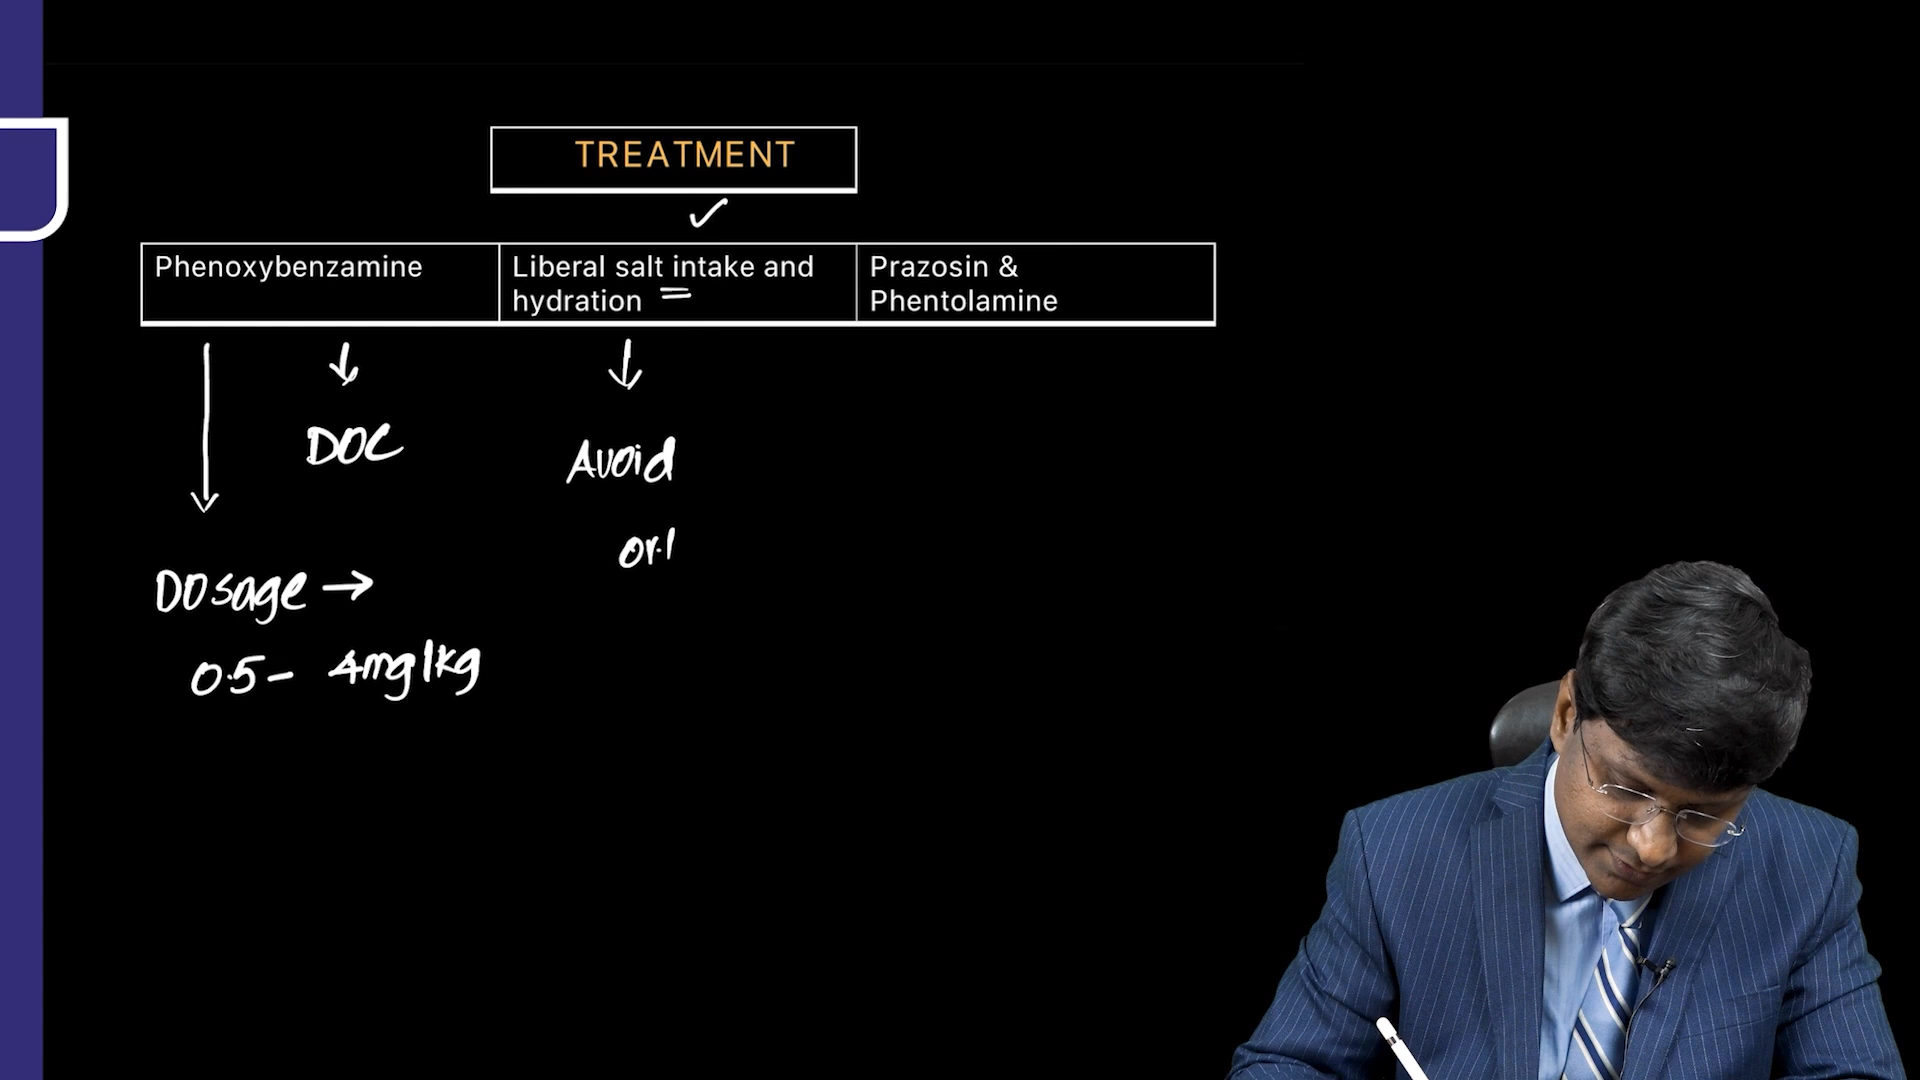 TREATMENT
Phenoxybenzamine
Liberal salt intake and
hydration
Prazosin &
Phentolamine
DOC
Avoid
Dosage →
0.5 - 4mg/kg